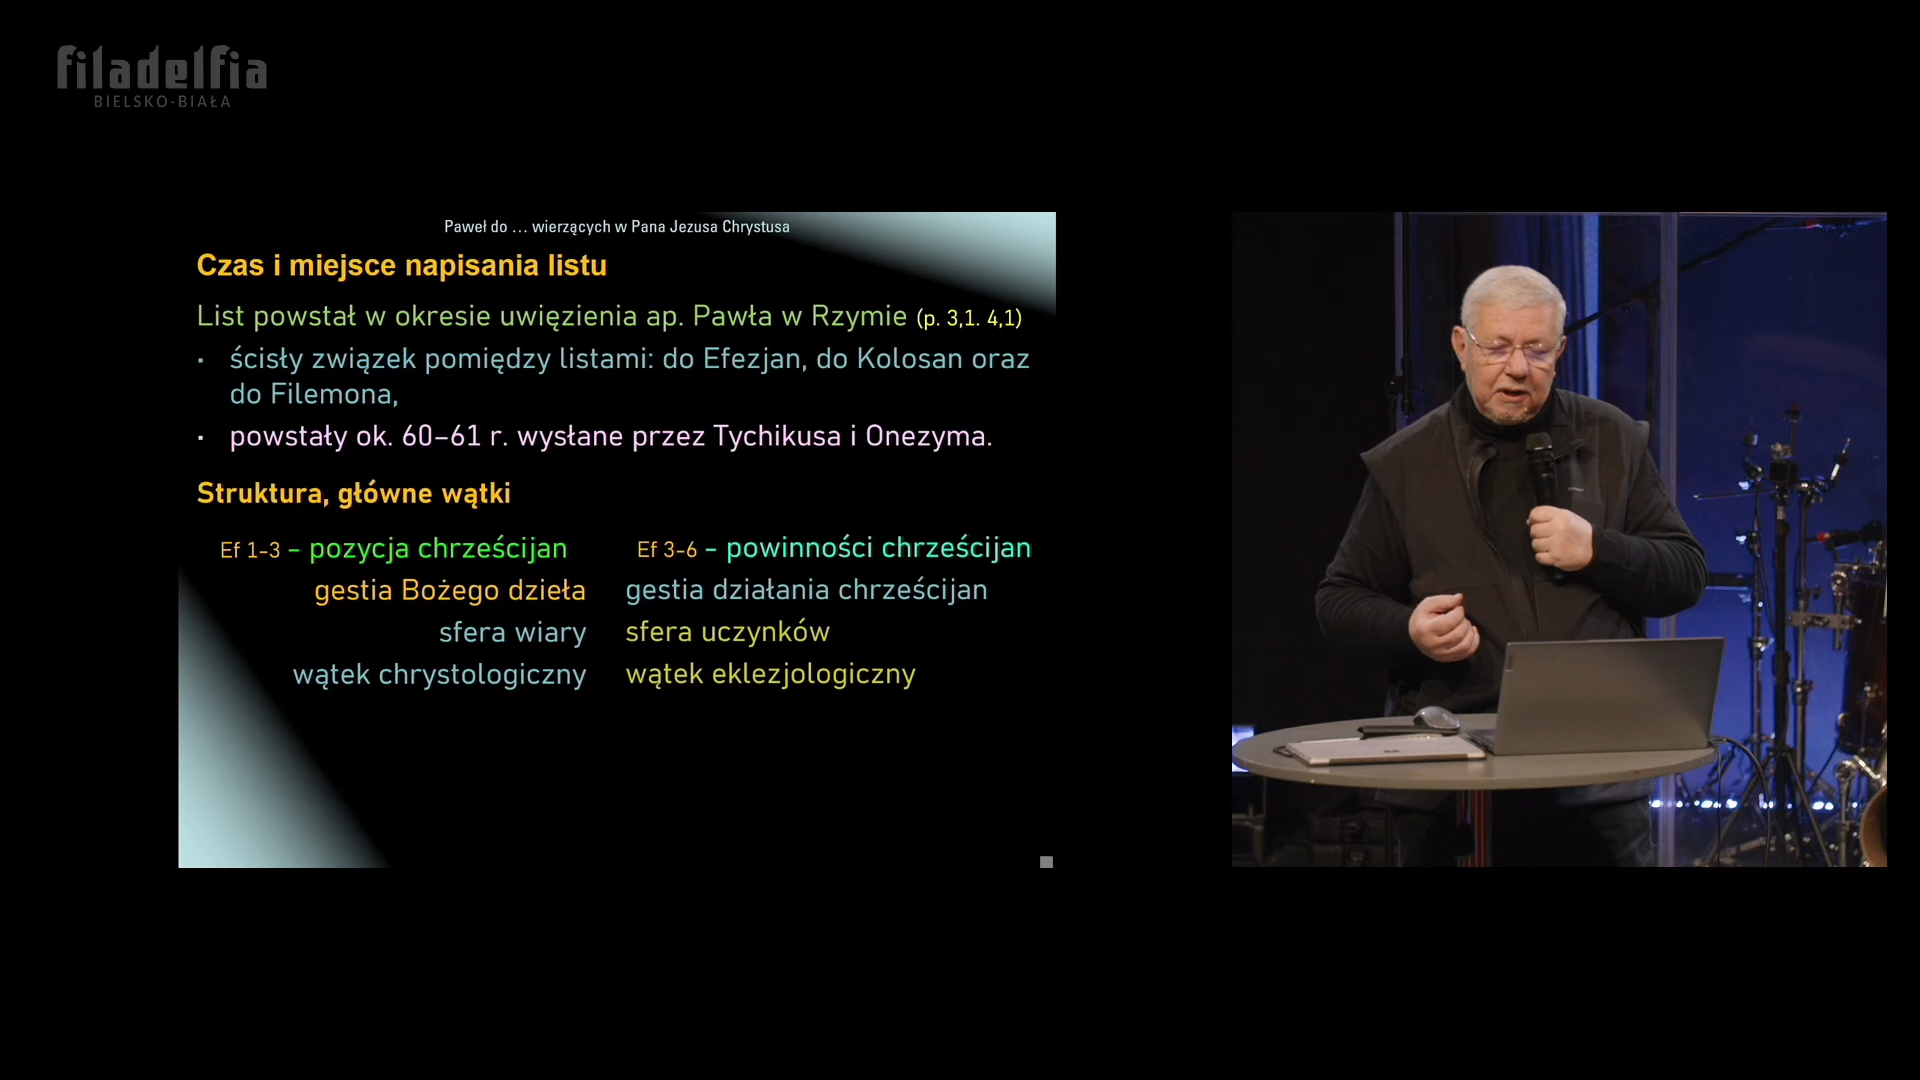 filadelfia
BIELSKO-BIAŁA
Paweł do … wierzących w Pana Jezusa Chrystusa
Czas i miejsce napisania listu
List powstał w okresie uwięzienia ap. Pawła w Rzymie (p. 3,1. 4,1)
· ścisły związek pomiędzy listami: do Efezjan, do Kolosan oraz
do Filemona,
· powstały ok. 60–61 r. wysłane przez Tychikusa i Onezyma.
Struktura, główne wątki
Ef 1-3 – pozycja chrześcijan
gestia Bożego dzieła
sfera wiary
wątek chrystologiczny
Ef 3-6 – powinności chrześcijan
gestia działania chrześcijan
sfera uczynków
wątek eklezjologiczny